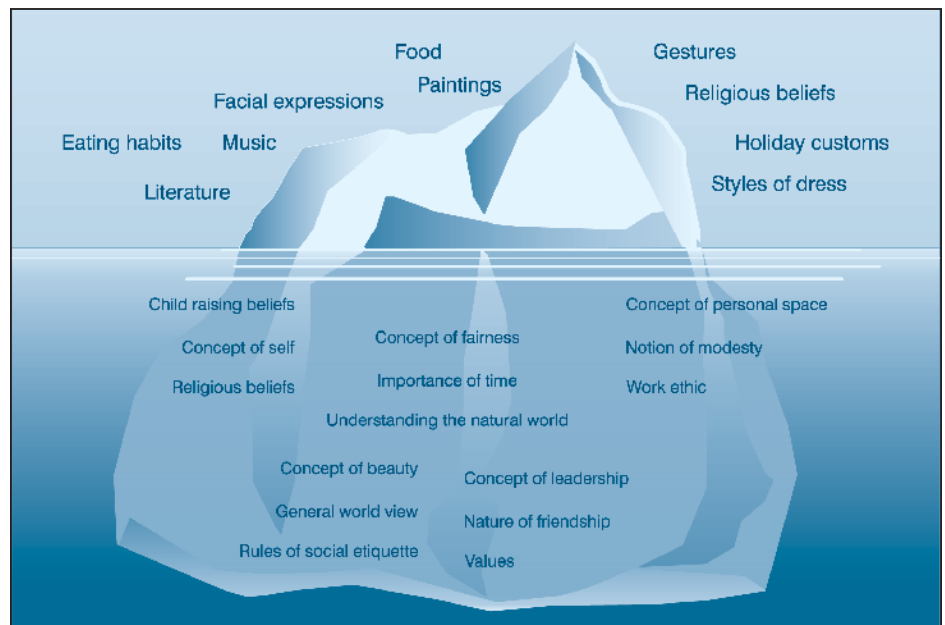 Food
Gestures
Paintings
Religious beliefs
Facial expressions
Eating habits
Music
Holiday customs
Literature
Styles of dress
Child raising beliefs
Concept of personal space
Concept of fairness
Concept of self
Notion of modesty
Religious beliefs
Importance of time
Work ethic
Understanding the natural world
Concept of beauty
Concept of leadership
General world view
Nature of friendship
Rules of social etiquette
Values